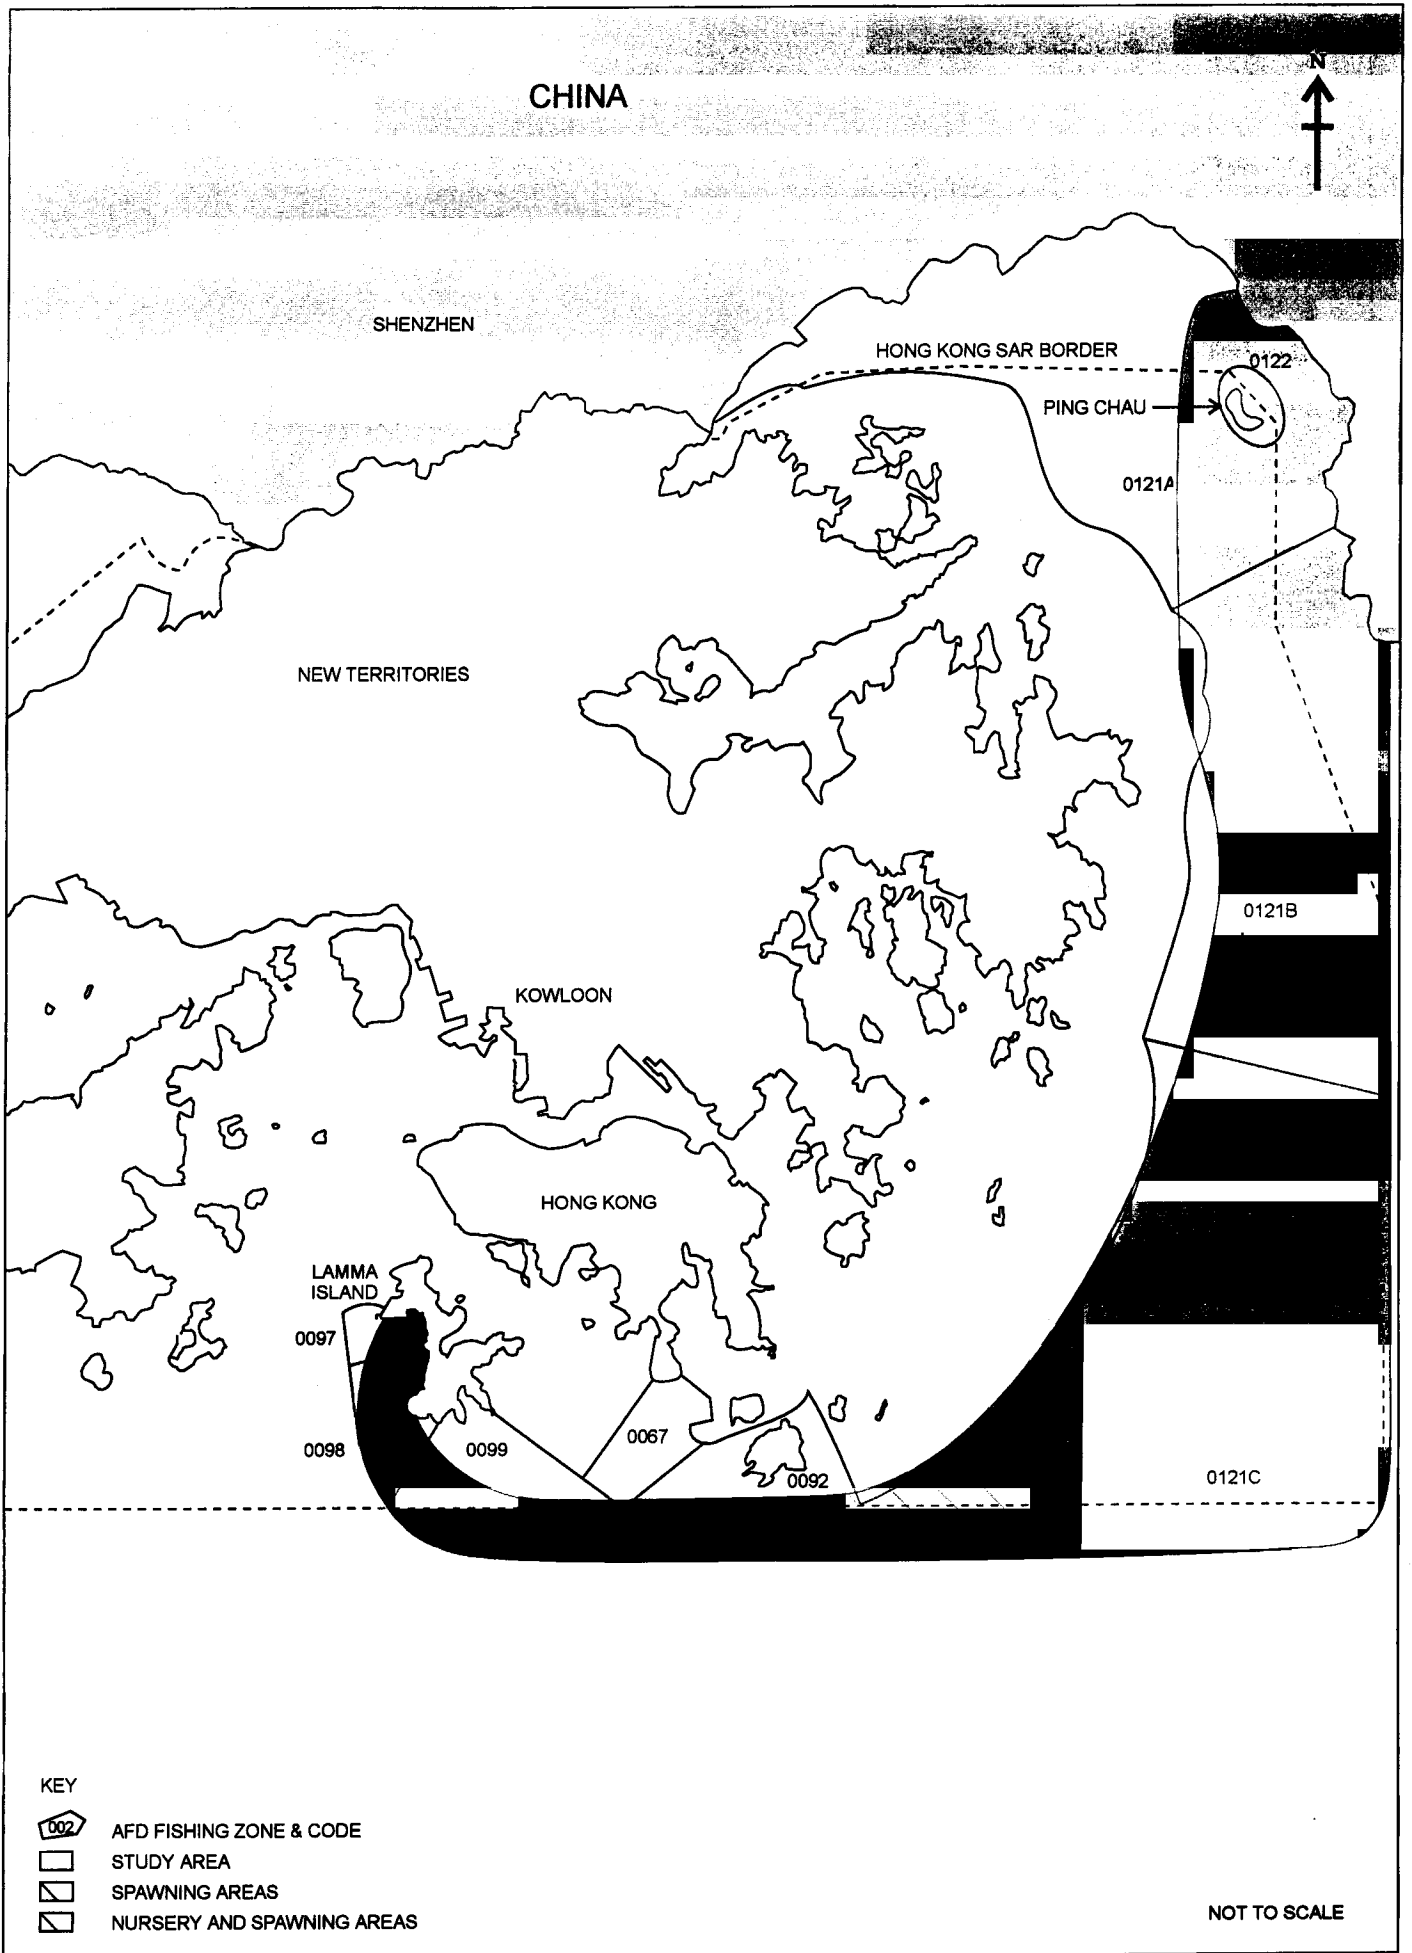 CHINA
N
SHENZHEN
HONG KONG SAR BORDER
0122
PING CHAU
0121A
NEW TERRITORIES
0121B
KOWLOON
HONG KONG
LAMMA
ISLAND
0097
0098
0099
0067
0092
0121C
KEY
002 AFD FISHING ZONE & CODE
STUDY AREA
SPAWNING AREAS
NURSERY AND SPAWNING AREAS
NOT TO SCALE